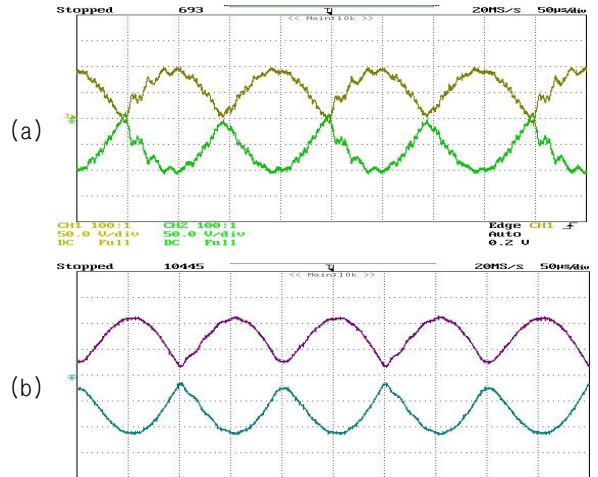 Stopped 693 20MS/s 50μs/div
<< Main:10k >>
(a)
CH1 100:1 CH2 100:1 Edge CH1
50.0 V/div 50.0 V/div Auto
DC Full DC Full 0.2 V
Stopped 10445 20MS/s 50μs/div
<< Main:10k >>
(b)